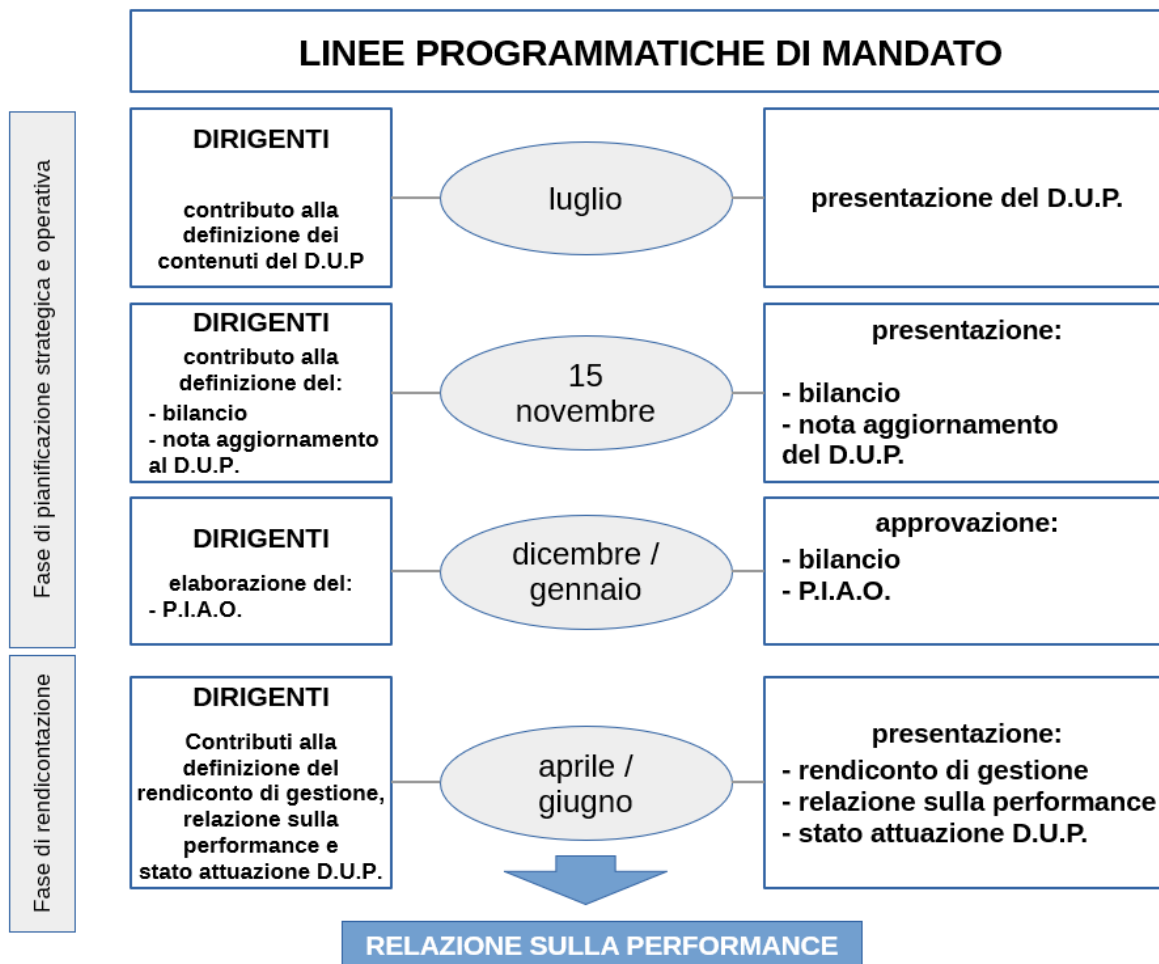 LINEE PROGRAMMATICHE DI MANDATO
Fase di pianificazione strategica e operativa
DIRIGENTI
contributo alla
definizione dei
contenuti del D.U.P
luglio
presentazione del D.U.P.
DIRIGENTI
contributo alla
definizione del:
- bilancio
- nota aggiornamento
al D.U.P.
15
novembre
presentazione:
- bilancio
- nota aggiornamento
del D.U.P.
DIRIGENTI
elaborazione del:
- P.I.A.O.
dicembre /
gennaio
approvazione:
- bilancio
- P.I.A.O.
Fase di rendicontazione
DIRIGENTI
Contributi alla
definizione del
rendiconto di gestione,
relazione sulla
performance e
stato attuazione D.U.P.
aprile /
giugno
presentazione:
- rendiconto di gestione
- relazione sulla performance
- stato attuazione D.U.P.
RELAZIONE SULLA PERFORMANCE